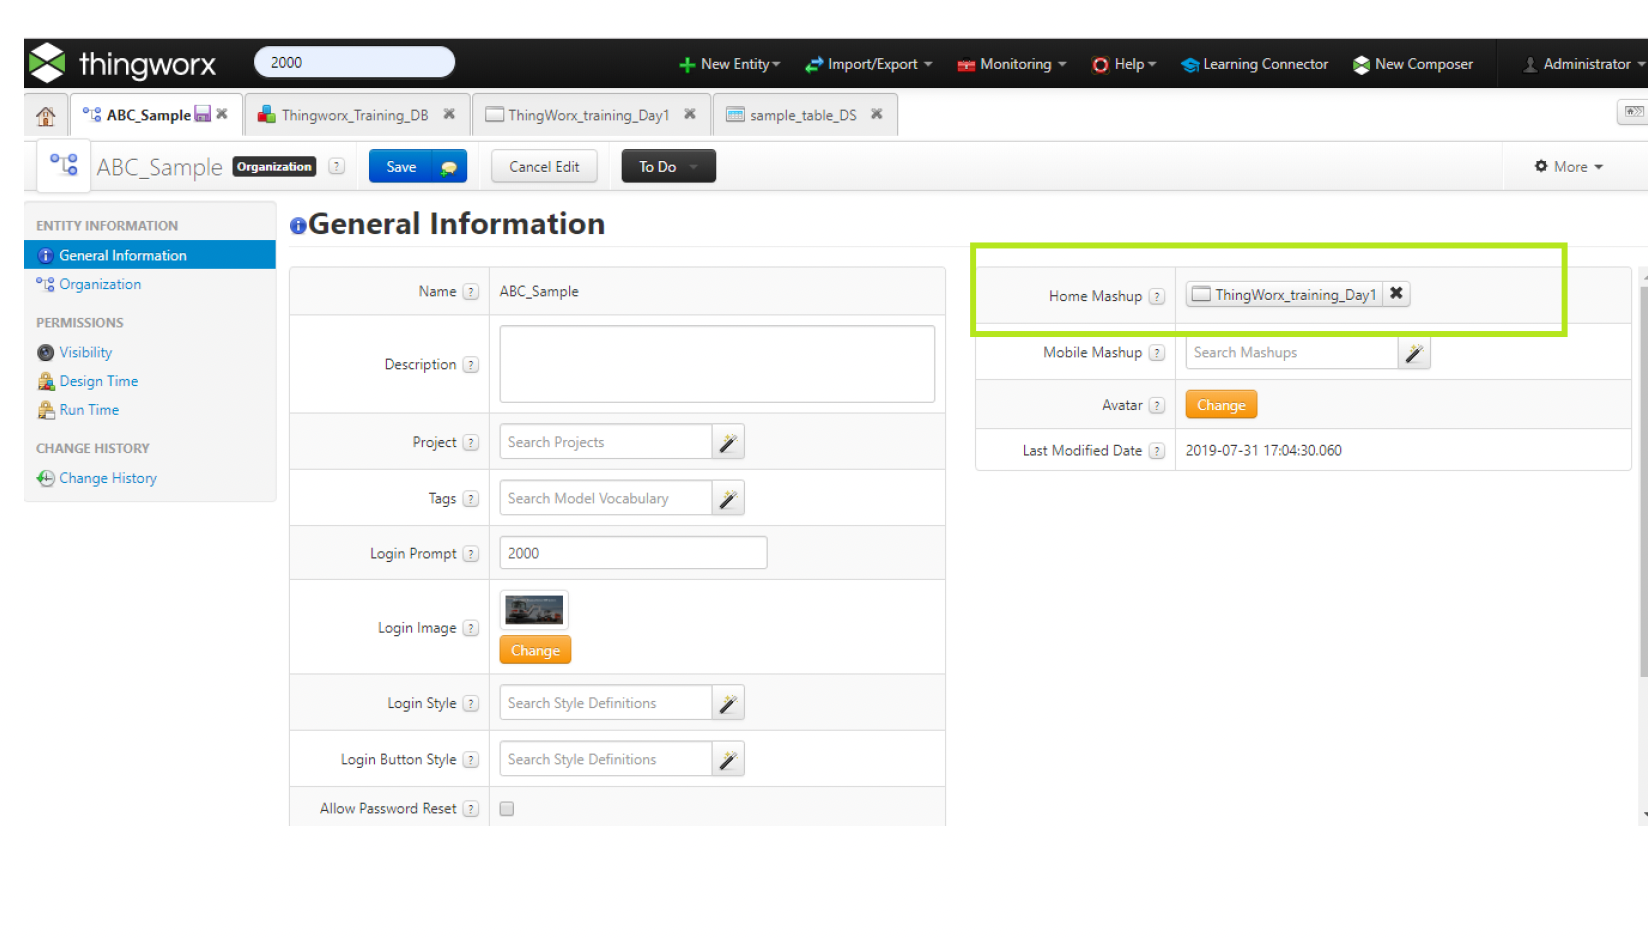 thingworx 2000 New Entity Import/Export Monitoring Help Learning Connector New Composer Administrator
ABC_Sample Thingworx_Training_DB ThingWorx_training_Day1 sample_table_DS
ABC_Sample Organization ? Save Cancel Edit To Do More
ENTITY INFORMATION
General Information
Organization
PERMISSIONS
Visibility
Design Time
Run Time
CHANGE HISTORY
Change History
General Information
Name ? ABC_Sample
Description ?
Project ? Search Projects
Tags ? Search Model Vocabulary
Login Prompt ? 2000
Login Image ? Change
Login Style ? Search Style Definitions
Login Button Style ? Search Style Definitions
Allow Password Reset ?
Home Mashup ? ThingWorx_training_Day1
Mobile Mashup ? Search Mashups
Avatar ? Change
Last Modified Date ? 2019-07-31 17:04:30.060